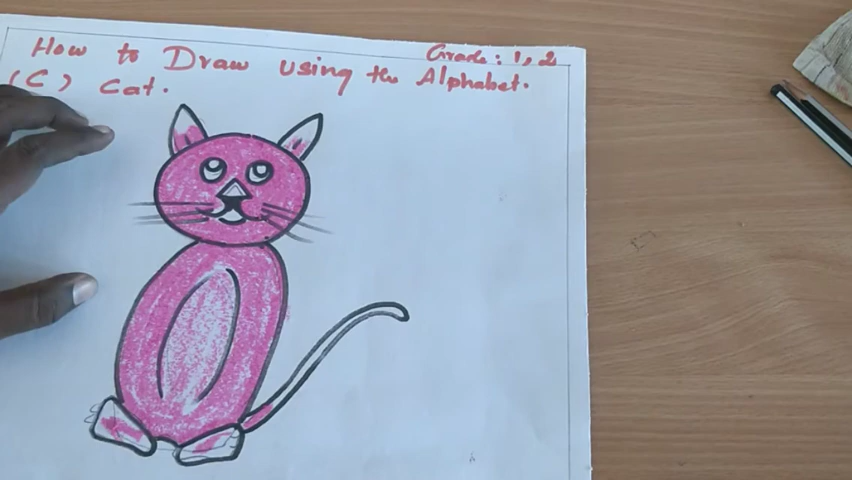 Grade: 1, 2
How to Draw using the Alphabet.
(C) Cat.